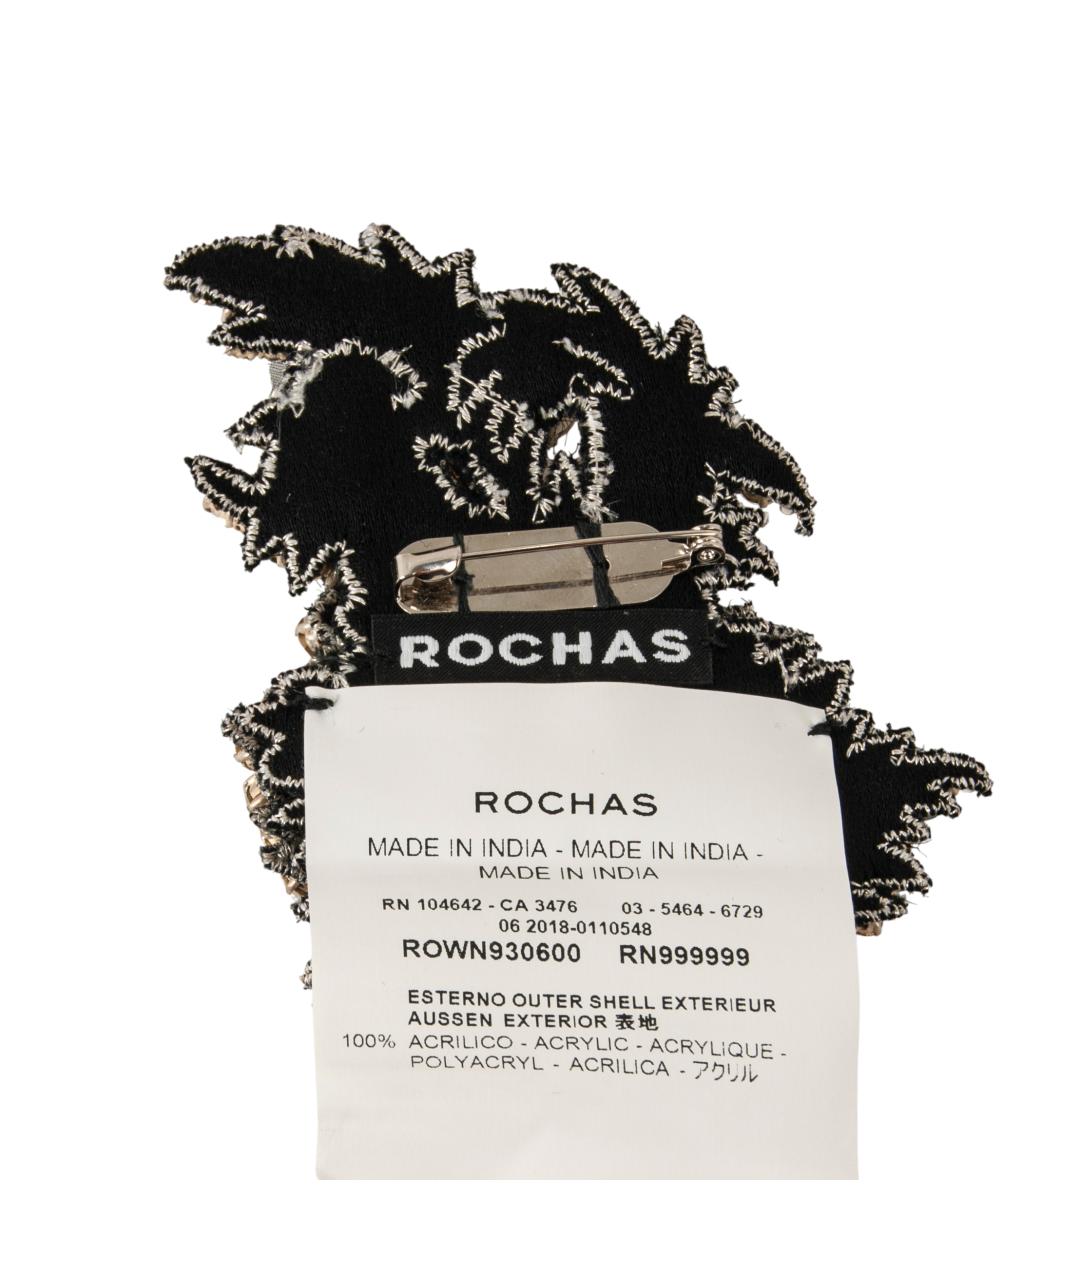 ROCHAS
ROCHAS
MADE IN INDIA - MADE IN INDIA -
MADE IN INDIA
RN 104642 - CA 3476 03 - 5464 - 6729
06 2018-0110548
ROWN930600 RN999999
ESTERNO OUTER SHELL EXTERIEUR
AUSSEN EXTERIOR 表地
100% ACRILICO - ACRYLIC - ACRYLIQUE -
POLYACRYL - ACRILICA - アクリル